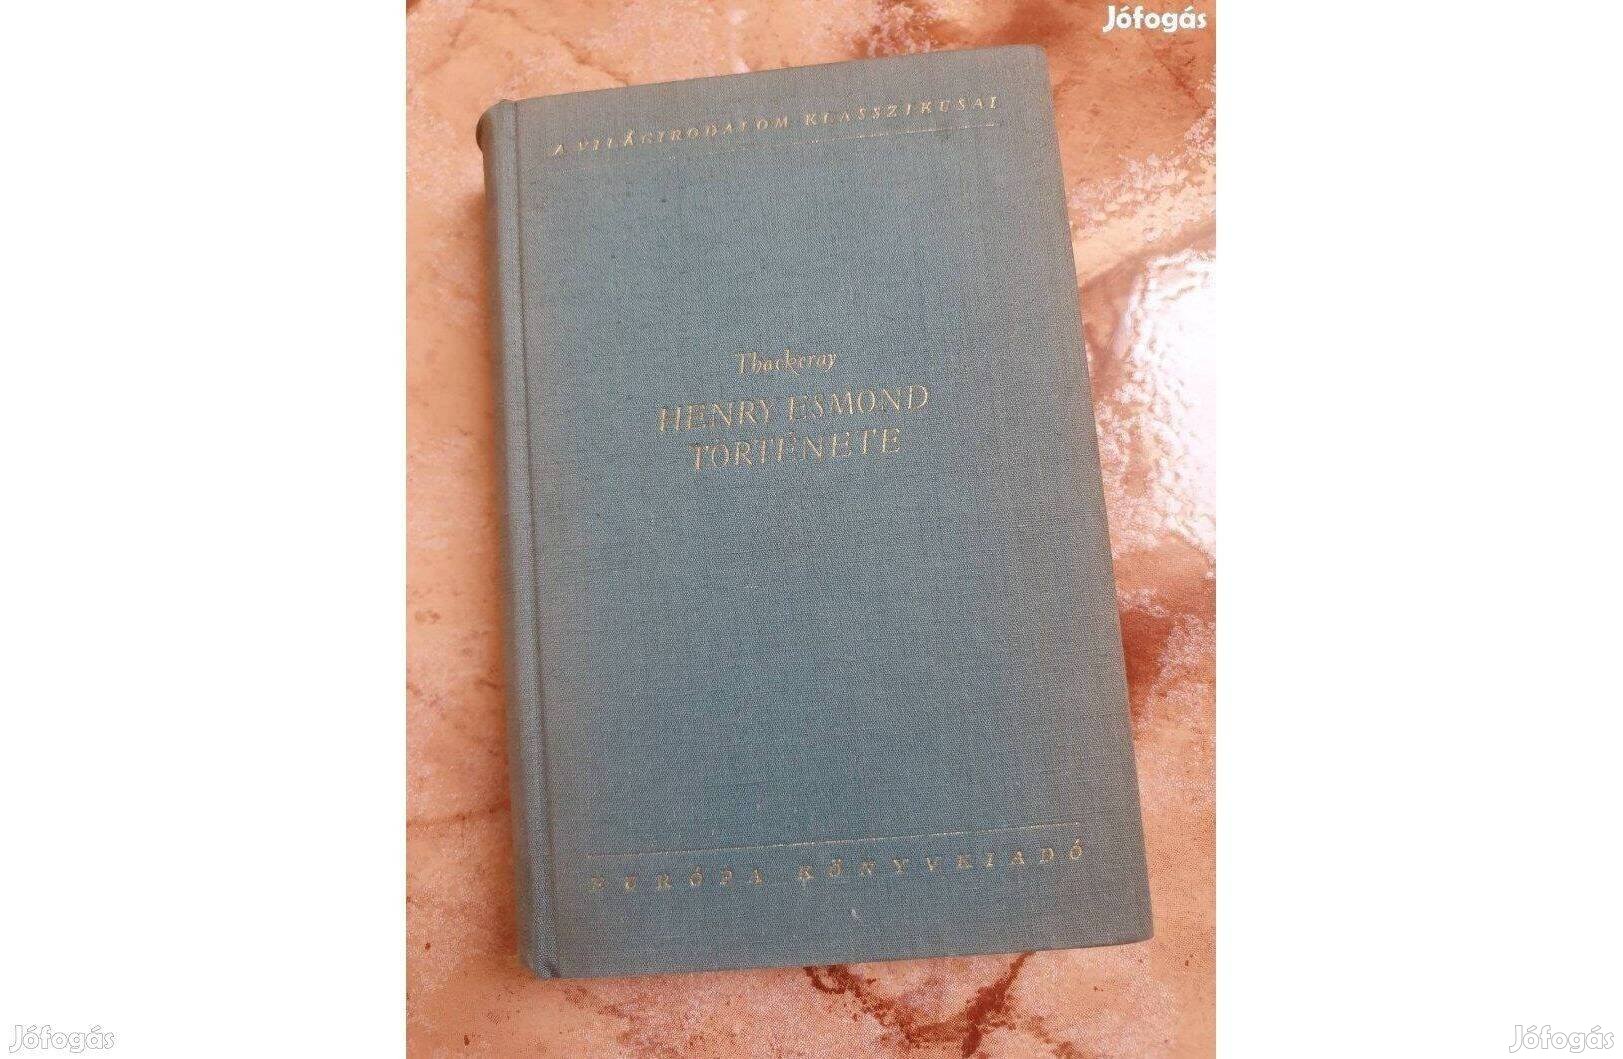 Jófogás
A VILÁGIRODALOM KLASSZIKUSAI
Thackeray
HENRY ESMOND
TÖRTÉNETE
EURÓPA KÖNYVKIADÓ
Jófogás
Jófogás